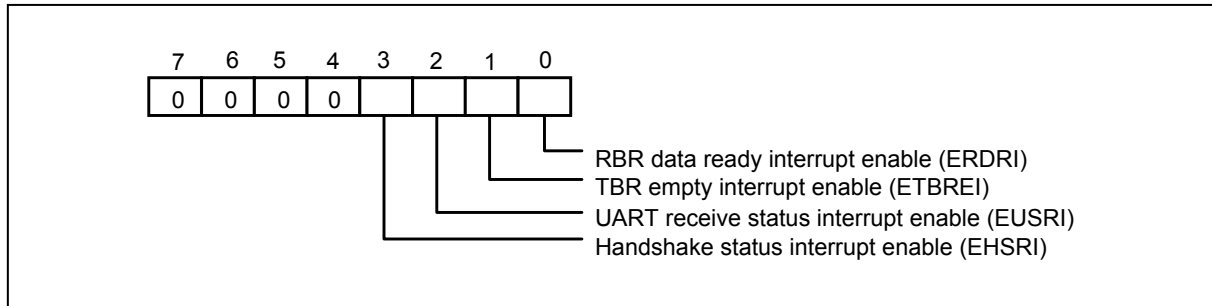 7 6 5 4 3 2 1 0
0 0 0 0
RBR data ready interrupt enable (ERDRI)
TBR empty interrupt enable (ETBREI)
UART receive status interrupt enable (EUSRI)
Handshake status interrupt enable (EHSRI)